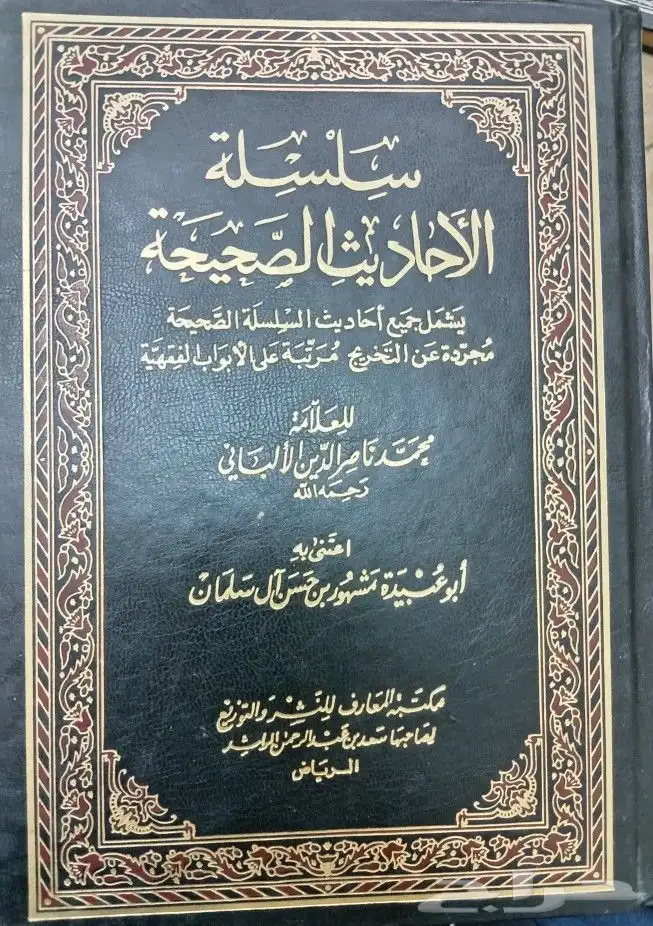 سلسلة
الأحاديث الصحيحة
يشمل جميع أحاديث السلسلة الصحيحة
مجردة عن التخريج مرتبة على الأبواب الفقهية
للعلامة
محمد ناصر الدين الألباني
رحمه الله
اعتنى به
أبو عبيدة مشهور بن حسن آل سلمان
مكتبة المعارف للنشر والتوزيع
لصاحبها سعد بن عبد الرحمن الراشد
الرياض
حراج